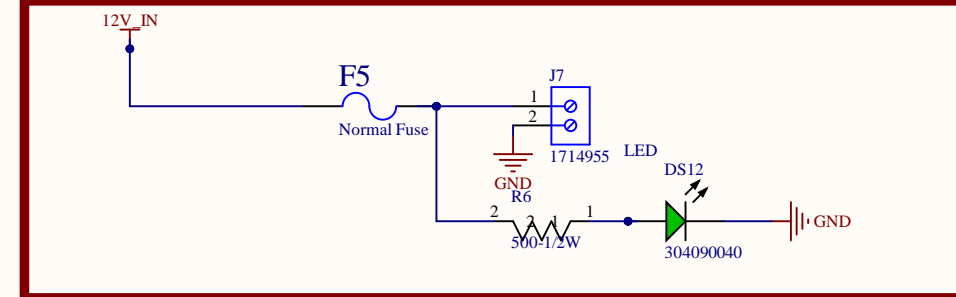 12V_IN
F5
Normal Fuse
J7
1
2
1714955
GND
LED
DS12
R6
2
2
1
1
500-1/2W
304090040
GND